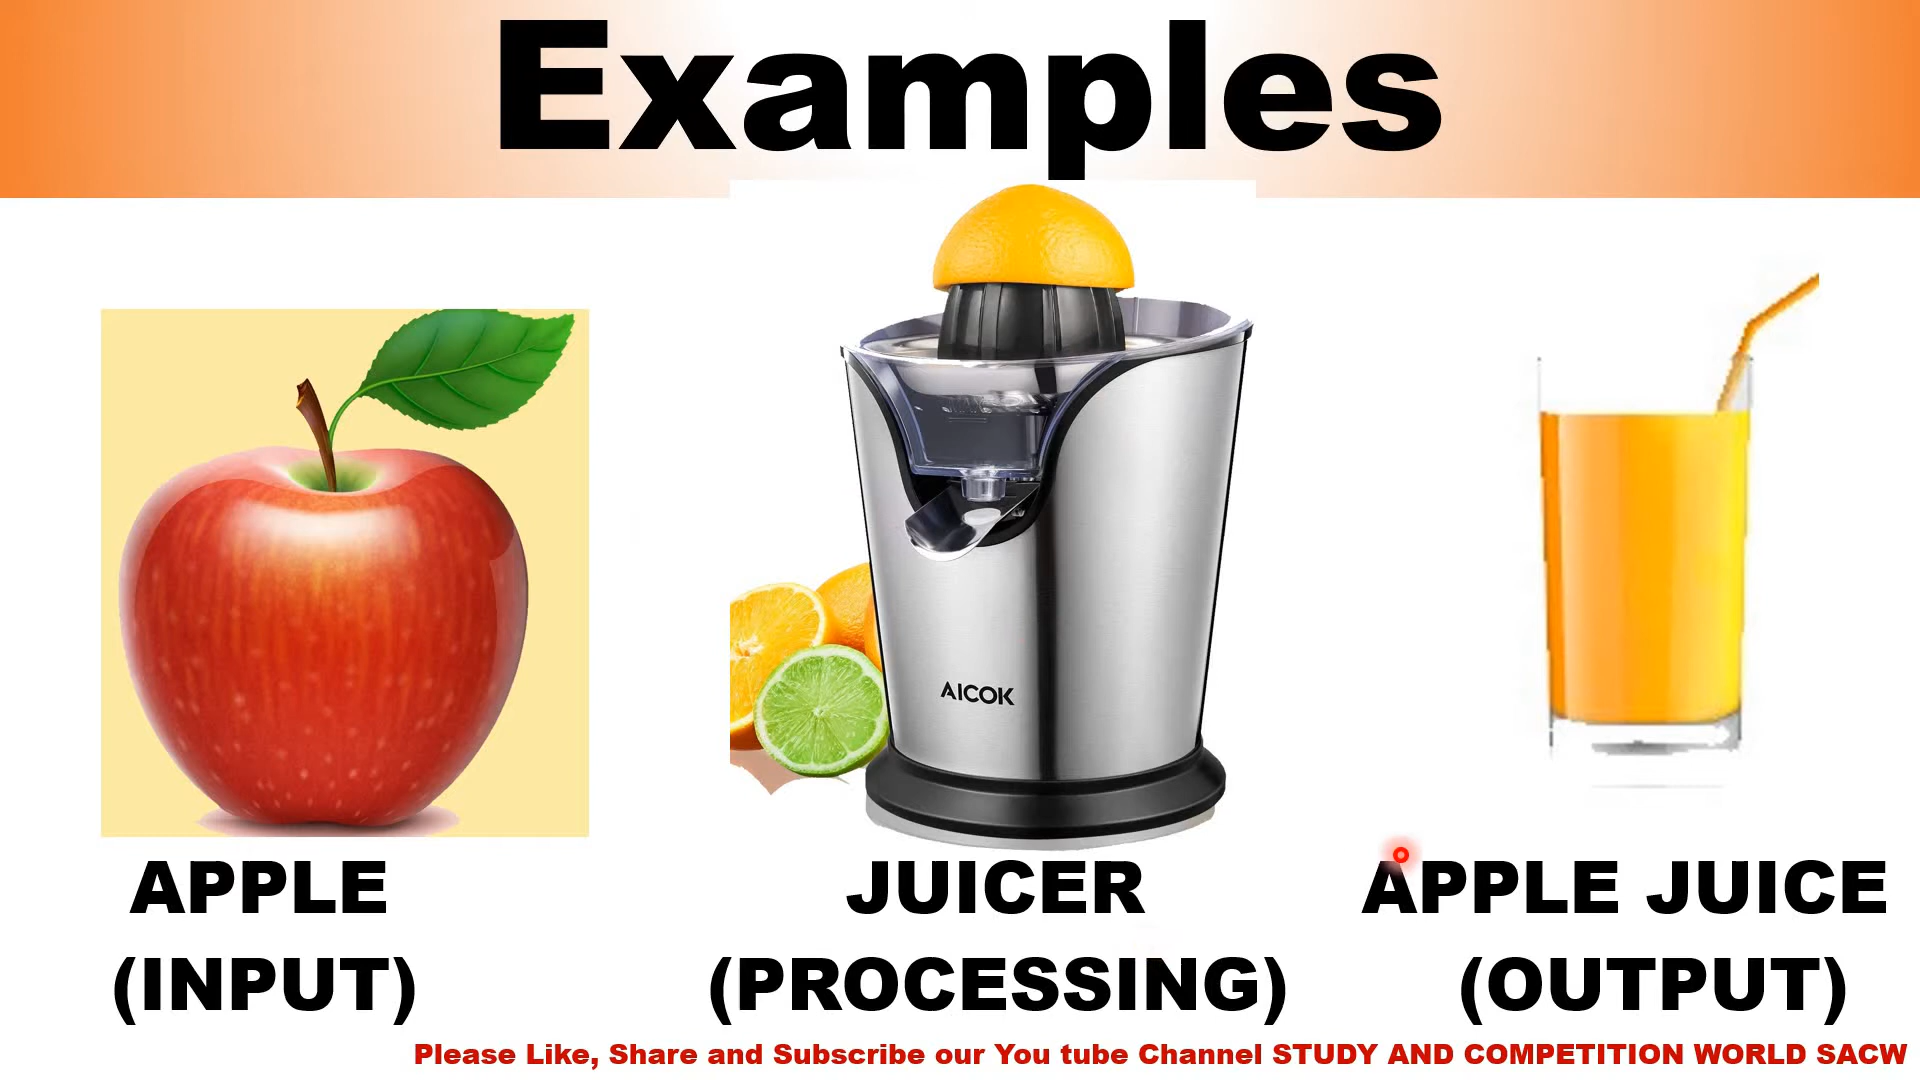 Examples
AICOK
APPLE
(INPUT)
JUICER
(PROCESSING)
APPLE JUICE
(OUTPUT)
Please Like, Share and Subscribe our You tube Channel STUDY AND COMPETITION WORLD SACW